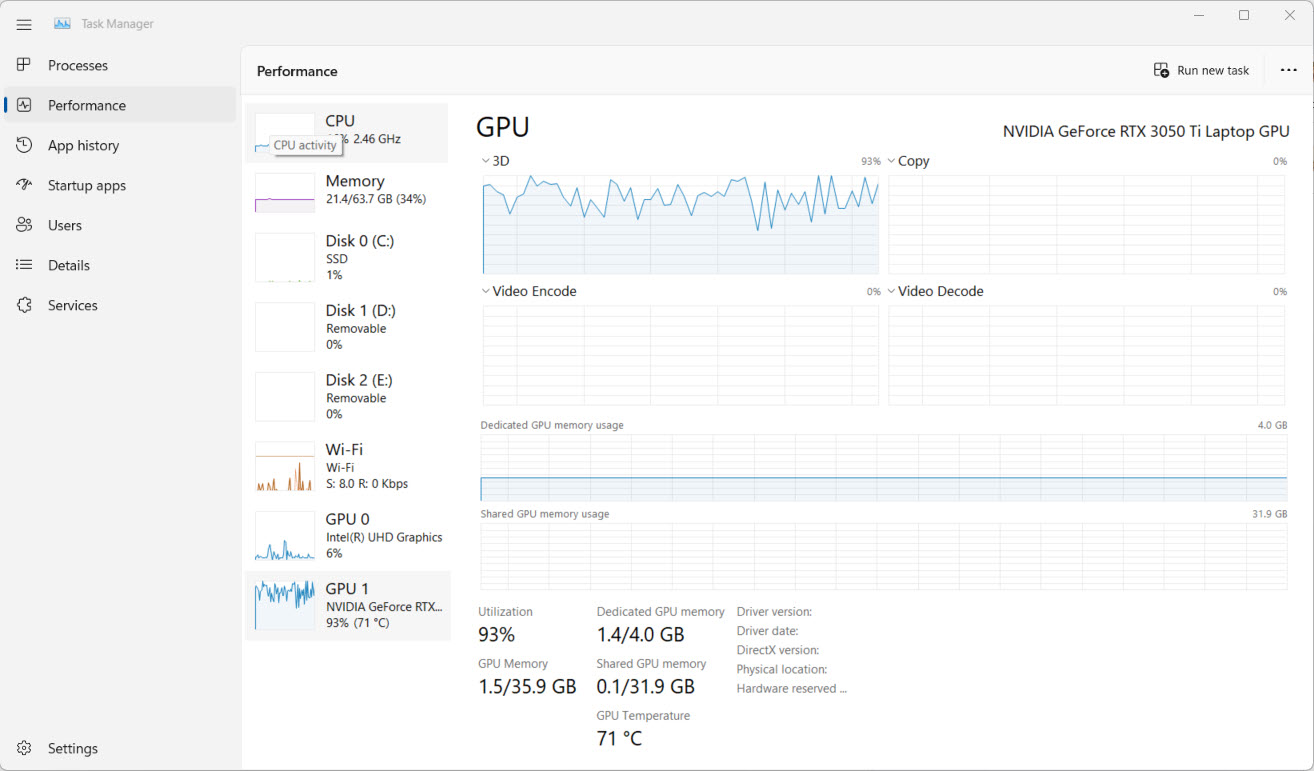 Task Manager
Processes
Performance
App history
Startup apps
Users
Details
Services
Settings
Performance
Run new task
CPU
2.46 GHz
CPU activity
Memory
21.4/63.7 GB (34%)
Disk 0 (C:)
SSD
1%
Disk 1 (D:)
Removable
0%
Disk 2 (E:)
Removable
0%
Wi-Fi
Wi-Fi
S: 8.0 R: 0 Kbps
GPU 0
Intel(R) UHD Graphics
6%
GPU 1
NVIDIA GeForce RTX...
93% (71 °C)
GPU
NVIDIA GeForce RTX 3050 Ti Laptop GPU
3D 93%
Copy 0%
Video Encode 0%
Video Decode 0%
Dedicated GPU memory usage 4.0 GB
Shared GPU memory usage 31.9 GB
Utilization
93%
GPU Memory
1.5/35.9 GB
Dedicated GPU memory
1.4/4.0 GB
Shared GPU memory
0.1/31.9 GB
GPU Temperature
71 °C
Driver version:
Driver date:
DirectX version:
Physical location:
Hardware reserved ...